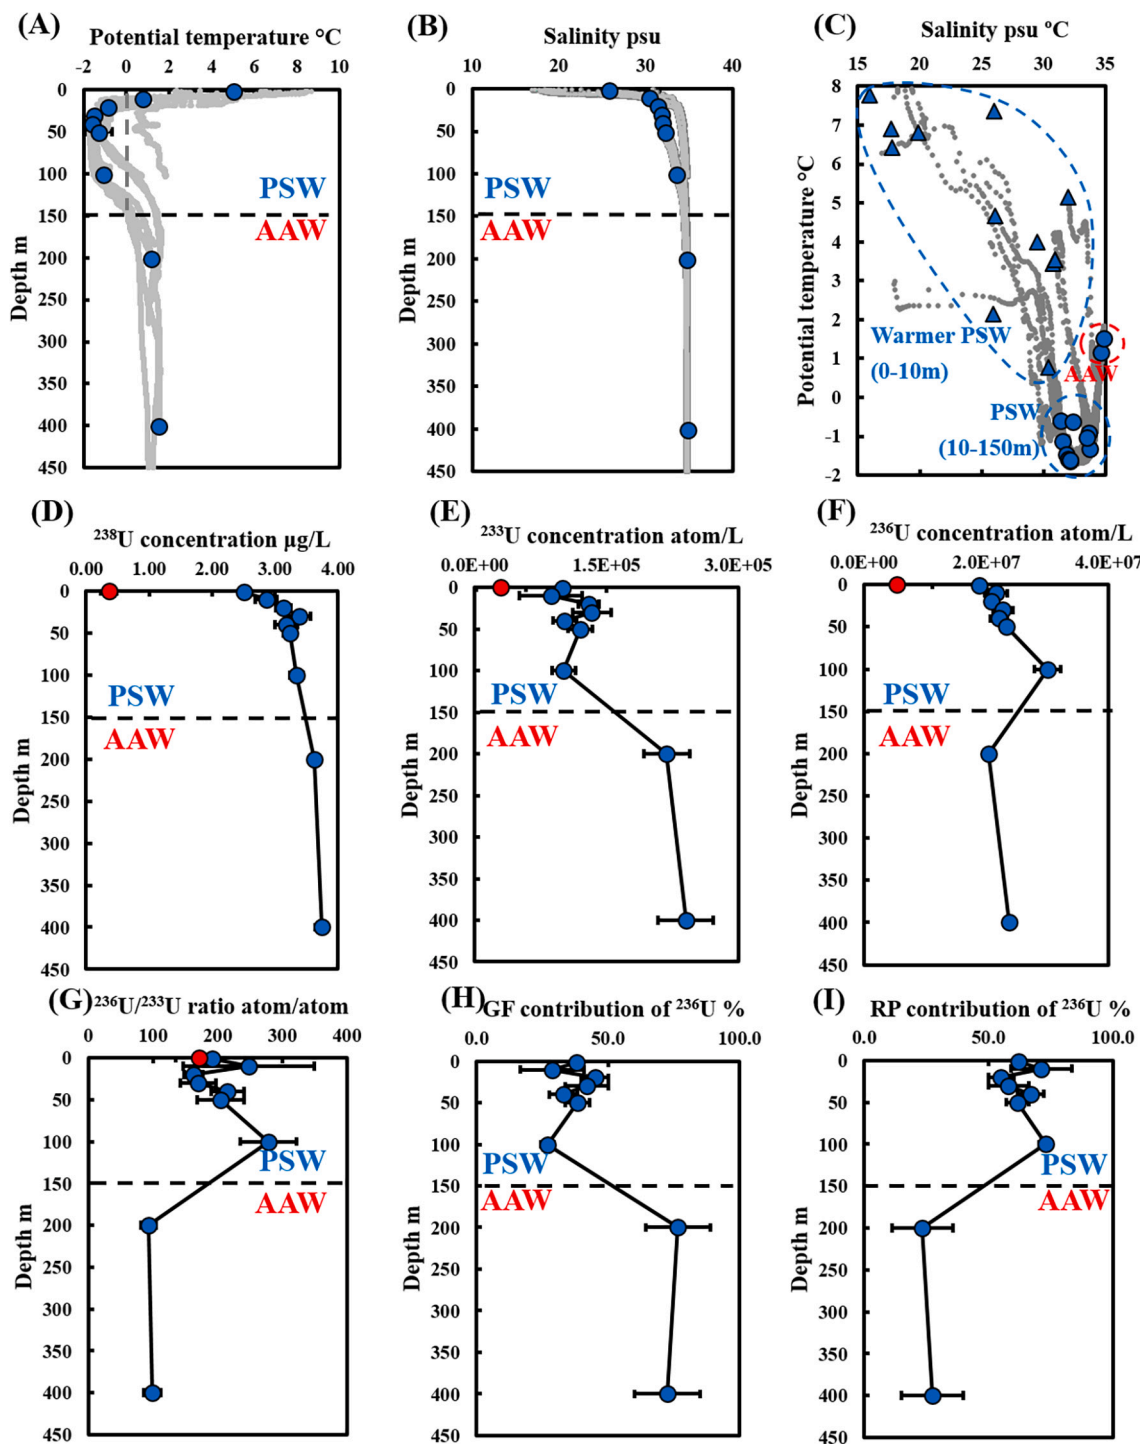 (A)
Potential temperature °C
-2 0 2 4 6 8 10
0
50
100
150
200
250
300
350
400
450
Depth m
PSW
AAW
(B)
Salinity psu
10 20 30 40
0
50
100
150
200
250
300
350
400
450
Depth m
PSW
AAW
(C)
Salinity psu °C
15 20 25 30 35
8
7
6
5
4
3
2
1
0
-1
-2
Potential temperature °C
Warmer PSW
(0-10m)
AAW
PSW
(10-150m)
(D)
²³⁸U concentration µg/L
0.00 1.00 2.00 3.00 4.00
0
50
100
150
200
250
300
350
400
450
Depth m
PSW
AAW
(E)
²³³U concentration atom/L
0.0E+00 1.5E+05 3.0E+05
0
50
100
150
200
250
300
350
400
450
Depth m
PSW
AAW
(F)
²³⁶U concentration atom/L
0.0E+00 2.0E+07 4.0E+07
0
50
100
150
200
250
300
350
400
450
Depth m
PSW
AAW
(G)
²³⁶U/²³³U ratio atom/atom
0 100 200 300 400
0
50
100
150
200
250
300
350
400
450
Depth m
PSW
AAW
(H)
GF contribution of ²³⁶U %
0.0 50.0 100.0
0
50
100
150
200
250
300
350
400
450
Depth m
PSW
AAW
(I)
RP contribution of ²³⁶U %
0.0 50.0 100.0
0
50
100
150
200
250
300
350
400
450
Depth m
PSW
AAW